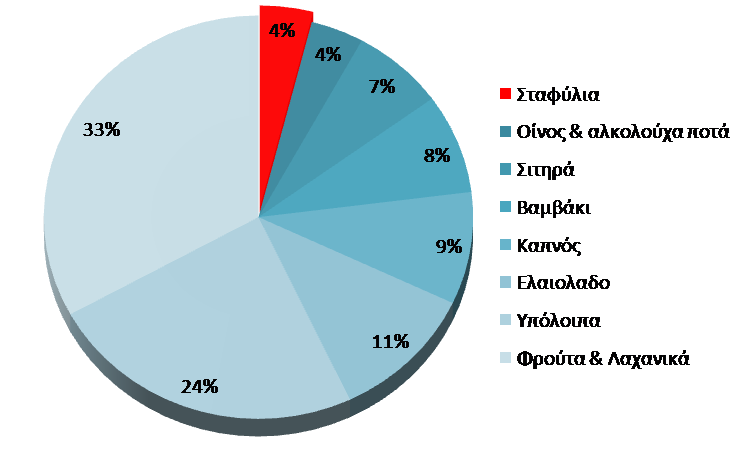 4%
4%
7%
8%
9%
11%
24%
33%
Σταφύλια
Οίνος & αλκολούχα ποτά
Σιτηρά
Βαμβάκι
Καπνός
Ελαιολαδο
Υπόλοιπα
Φρούτα & Λαχανικά